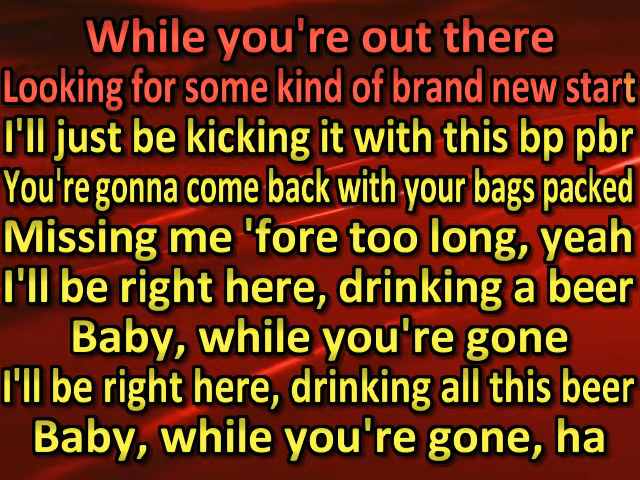 While you're out there
Looking for some kind of brand new start
I'll just be kicking it with this bp pbr
You're gonna come back with your bags packed
Missing me 'fore too long, yeah
I'll be right here, drinking a beer
Baby, while you're gone
I'll be right here, drinking all this beer
Baby, while you're gone, ha